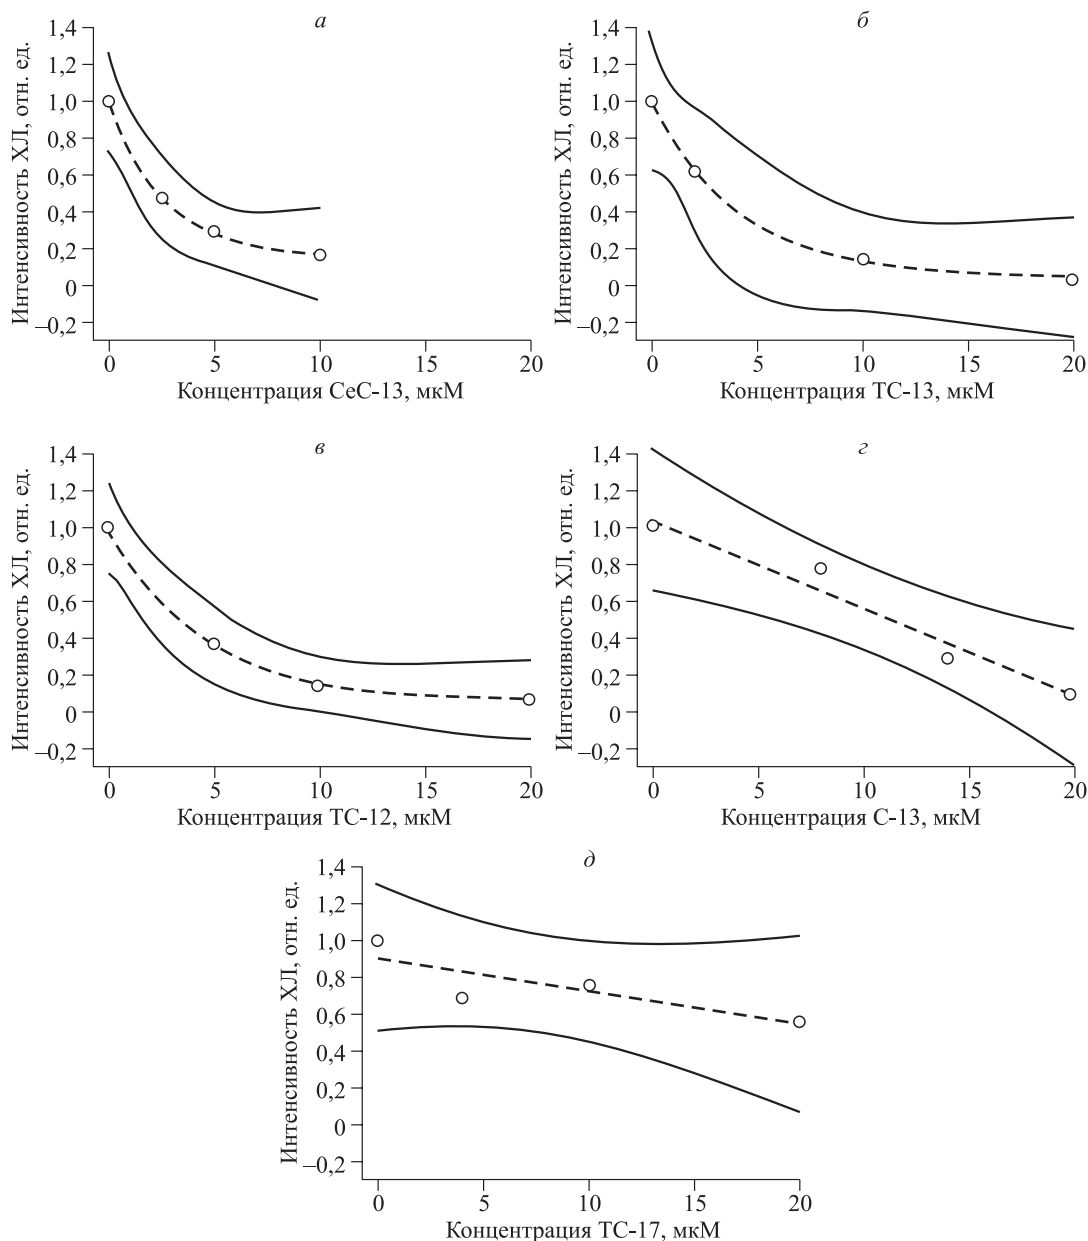 а
Интенсивность ХЛ, отн. ед.
1,4
1,2
1,0
0,8
0,6
0,4
0,2
0
–0,2
0 5 10 15 20
Концентрация СеС-13, мкМ
б
Интенсивность ХЛ, отн. ед.
1,4
1,2
1,0
0,8
0,6
0,4
0,2
0
–0,2
0 5 10 15 20
Концентрация ТС-13, мкМ
в
Интенсивность ХЛ, отн. ед.
1,4
1,2
1,0
0,8
0,6
0,4
0,2
0
–0,2
0 5 10 15 20
Концентрация ТС-12, мкМ
г
Интенсивность ХЛ, отн. ед.
1,4
1,2
1,0
0,8
0,6
0,4
0,2
0
–0,2
0 5 10 15 20
Концентрация С-13, мкМ
д
Интенсивность ХЛ, отн. ед.
1,4
1,2
1,0
0,8
0,6
0,4
0,2
0
–0,2
0 5 10 15 20
Концентрация ТС-17, мкМ